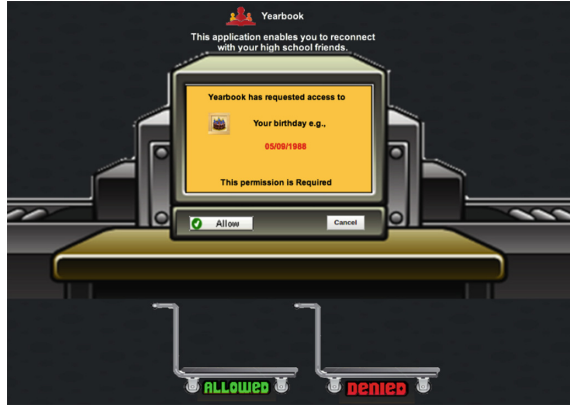 Yearbook
This application enables you to reconnect
with your high school friends.
Yearbook has requested access to
Your birthday e.g.,
05/09/1988
This permission is Required
Allow
Cancel
ALLOWED
DENIED